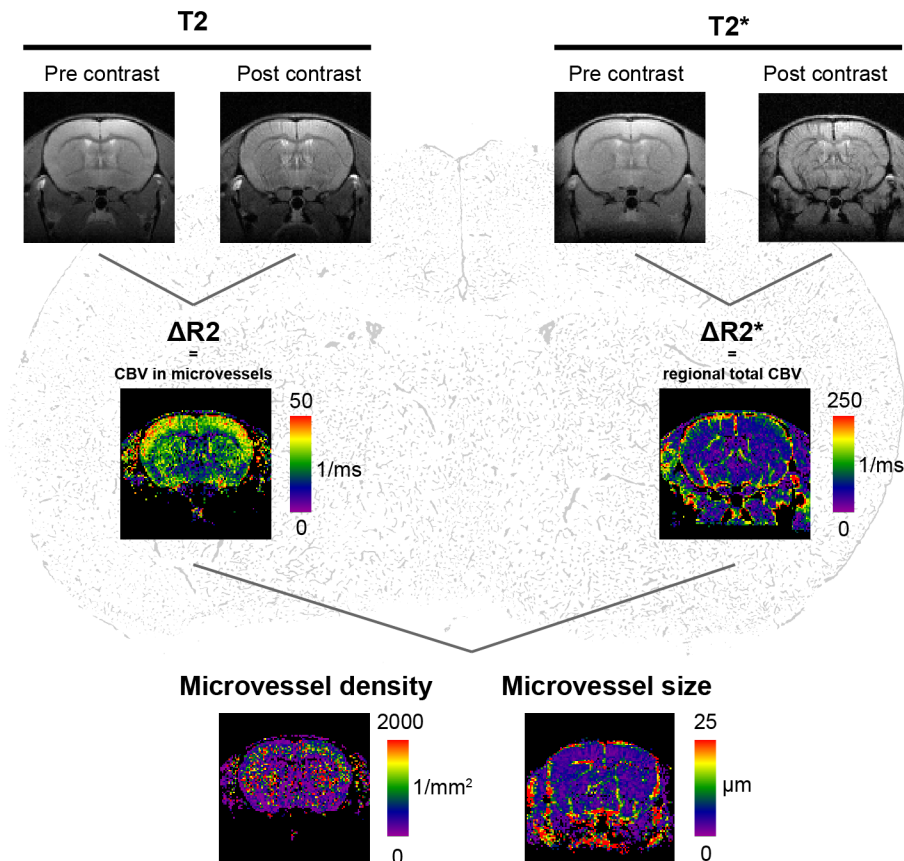 T2
T2*
Pre contrast
Post contrast
Pre contrast
Post contrast
ΔR2
=
CBV in microvessels
50
1/ms
0
ΔR2*
=
regional total CBV
250
1/ms
0
Microvessel density
2000
1/mm²
0
Microvessel size
25
µm
0